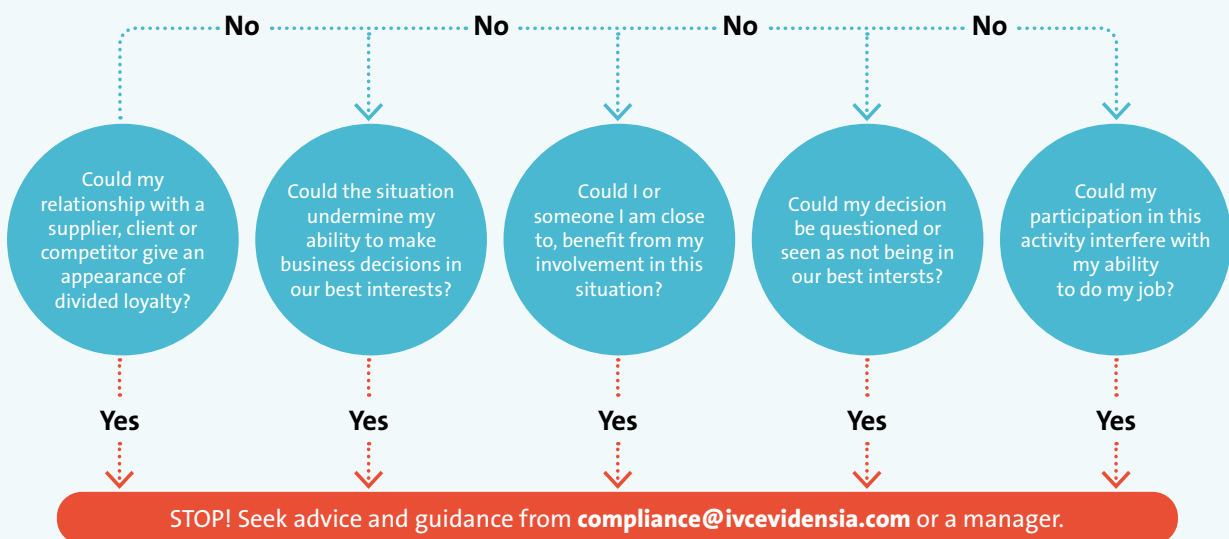 No
No
No
No
Could my
relationship with a
supplier, client or
competitor give an
appearance of
divided loyalty?
Could the situation
undermine my
ability to make
business decisions in
our best interests?
Could I or
someone I am close
to, benefit from my
involvement in this
situation?
Could my decision
be questioned or
seen as not being in
our best intersts?
Could my
participation in this
activity interfere with
my ability
to do my job?
Yes
Yes
Yes
Yes
Yes
STOP! Seek advice and guidance from compliance@ivcevidensia.com or a manager.